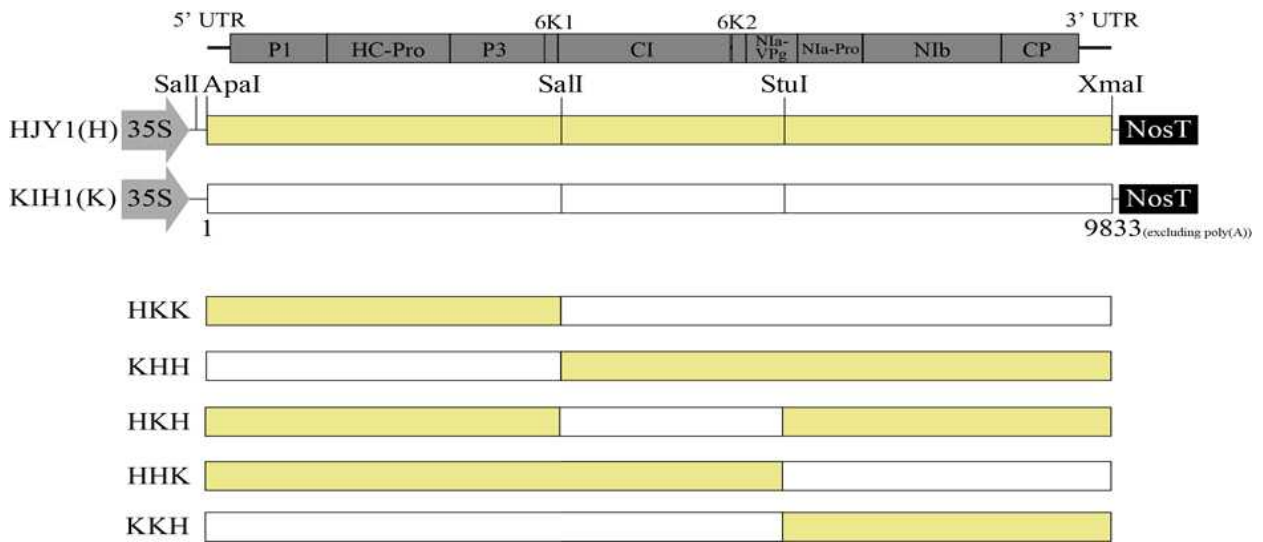 5' UTR 6K1 6K2 3' UTR
P1 HC-Pro P3 CI NIa-VPg NIa-Pro NIb CP
SalI ApaI SalI StuI XmaI
HJY1(H) 35S NosT
KIH1(K) 35S NosT
1 9833(excluding poly(A))
HKK
KHH
HKH
HHK
KKH